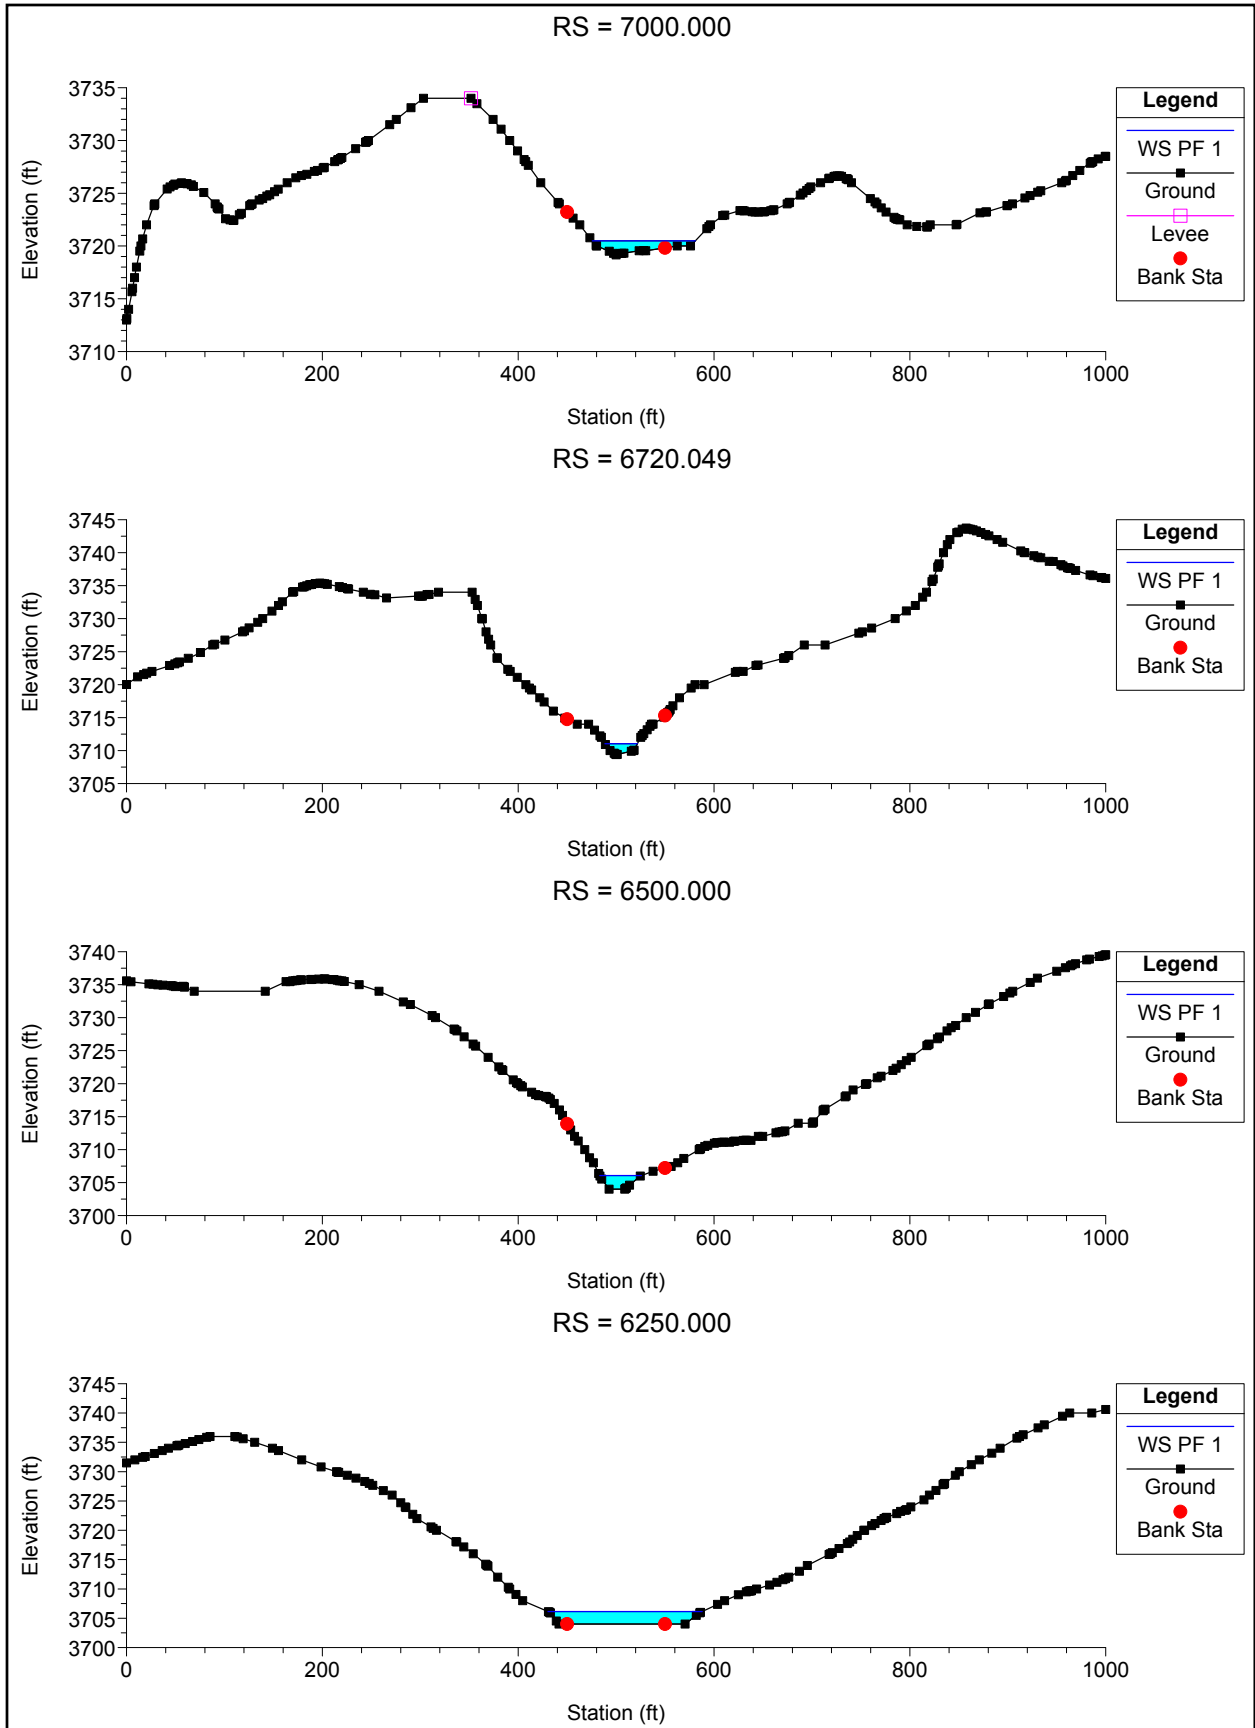 RS = 7000.000
Elevation (ft)
3735
3730
3725
3720
3715
3710
0 200 400 600 800 1000
Station (ft)
Legend
WS PF 1
Ground
Levee
Bank Sta
RS = 6720.049
Elevation (ft)
3745
3740
3735
3730
3725
3720
3715
3710
3705
0 200 400 600 800 1000
Station (ft)
Legend
WS PF 1
Ground
Bank Sta
RS = 6500.000
Elevation (ft)
3740
3735
3730
3725
3720
3715
3710
3705
3700
0 200 400 600 800 1000
Station (ft)
Legend
WS PF 1
Ground
Bank Sta
RS = 6250.000
Elevation (ft)
3745
3740
3735
3730
3725
3720
3715
3710
3705
3700
0 200 400 600 800 1000
Station (ft)
Legend
WS PF 1
Ground
Bank Sta